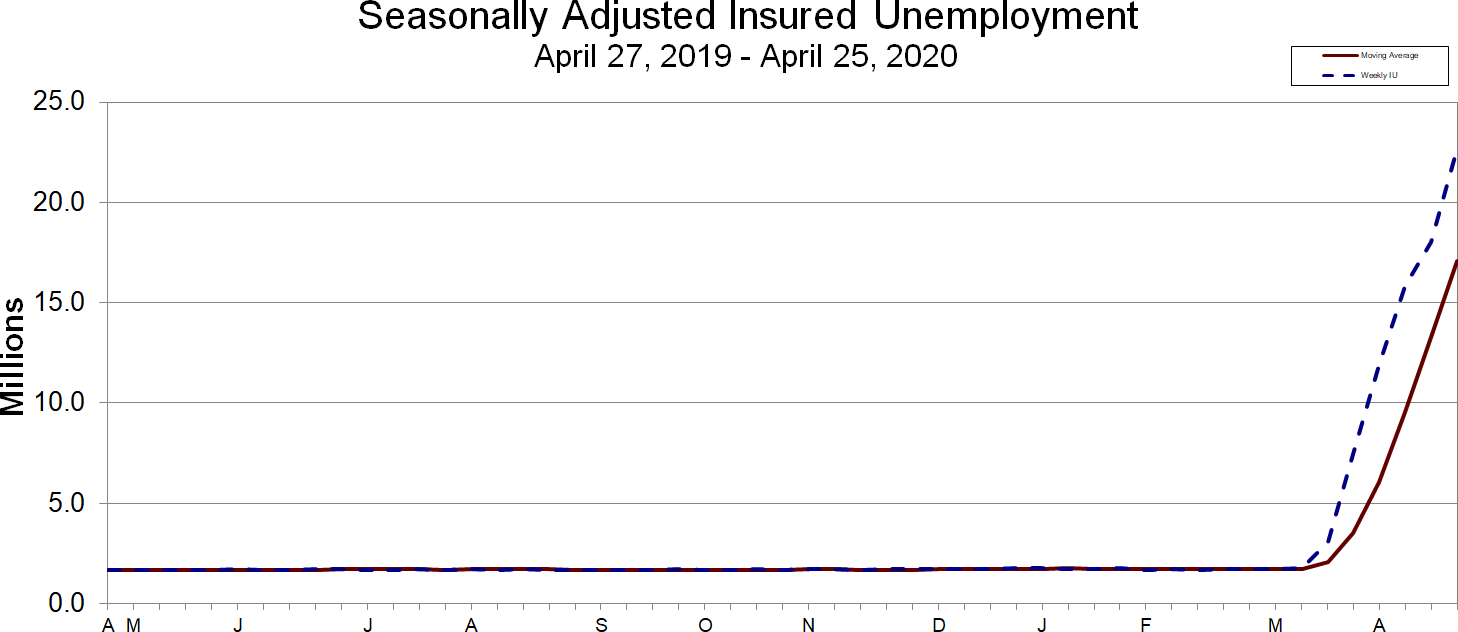 Seasonally Adjusted Insured Unemployment
April 27, 2019 - April 25, 2020
Moving Average
Weekly IU
25.0
20.0
15.0
10.0
5.0
0.0
Millions
A M J J A S O N D J F M A